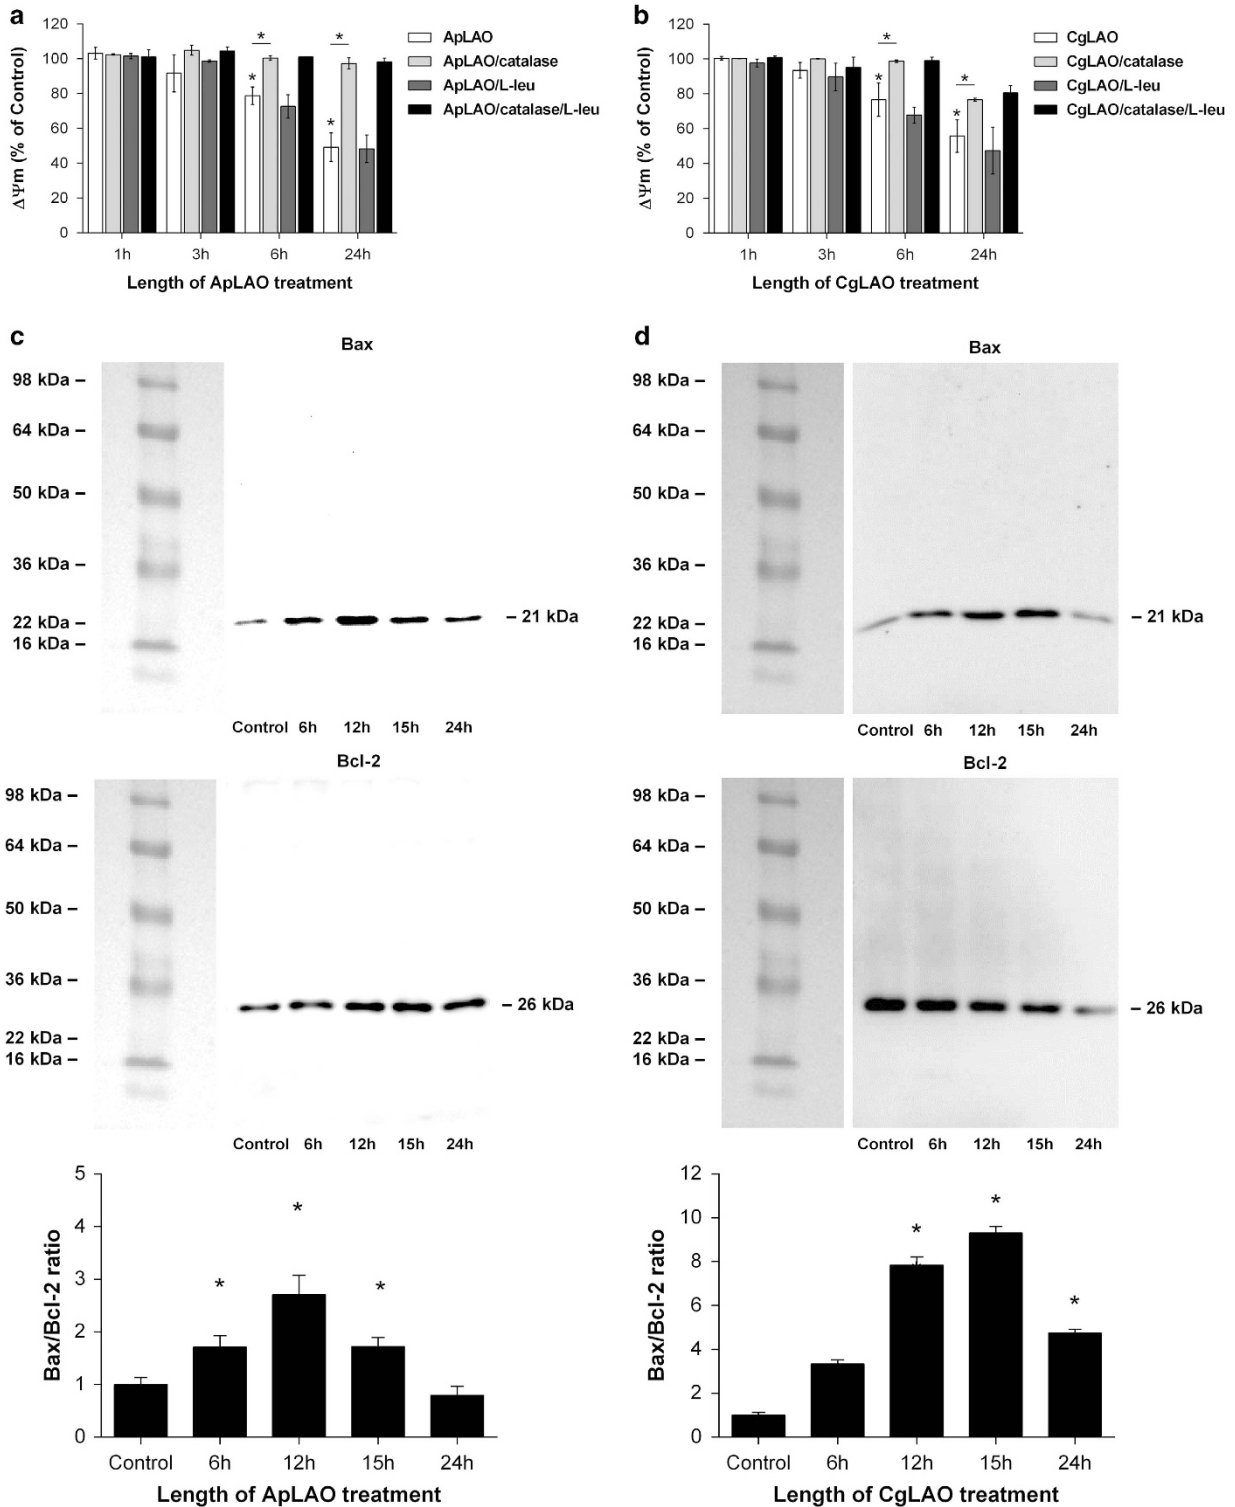 a
120
100
80
60
40
20
0
ΔΨm (% of Control)
* * * *
1h 3h 6h 24h
Length of ApLAO treatment
ApLAO
ApLAO/catalase
ApLAO/L-leu
ApLAO/catalase/L-leu
b
120
100
80
60
40
20
0
ΔΨm (% of Control)
* * * *
1h 3h 6h 24h
Length of CgLAO treatment
CgLAO
CgLAO/catalase
CgLAO/L-leu
CgLAO/catalase/L-leu
c
Bax
98 kDa –
64 kDa –
50 kDa –
36 kDa –
22 kDa –
16 kDa –
– 21 kDa
Control 6h 12h 15h 24h
Bcl-2
98 kDa –
64 kDa –
50 kDa –
36 kDa –
22 kDa –
16 kDa –
– 26 kDa
Control 6h 12h 15h 24h
5
4
3
2
1
0
Bax/Bcl-2 ratio
* * *
Control 6h 12h 15h 24h
Length of ApLAO treatment
d
Bax
98 kDa –
64 kDa –
50 kDa –
36 kDa –
22 kDa –
16 kDa –
– 21 kDa
Control 6h 12h 15h 24h
Bcl-2
98 kDa –
64 kDa –
50 kDa –
36 kDa –
22 kDa –
16 kDa –
– 26 kDa
Control 6h 12h 15h 24h
12
10
8
6
4
2
0
Bax/Bcl-2 ratio
* * *
Control 6h 12h 15h 24h
Length of CgLAO treatment